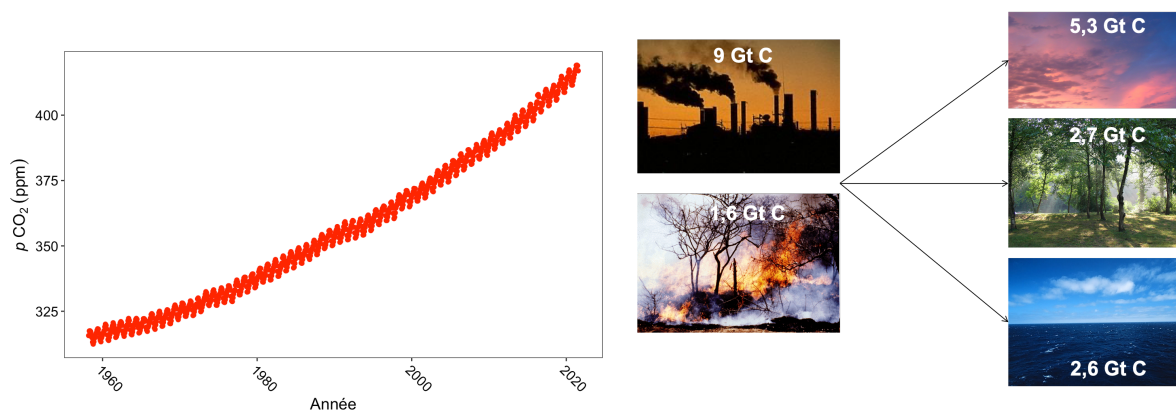 400
375
350
325
p CO₂ (ppm)
1960
1980
2000
2020
Année
9 Gt C
1,6 Gt C
5,3 Gt C
2,7 Gt C
2,6 Gt C